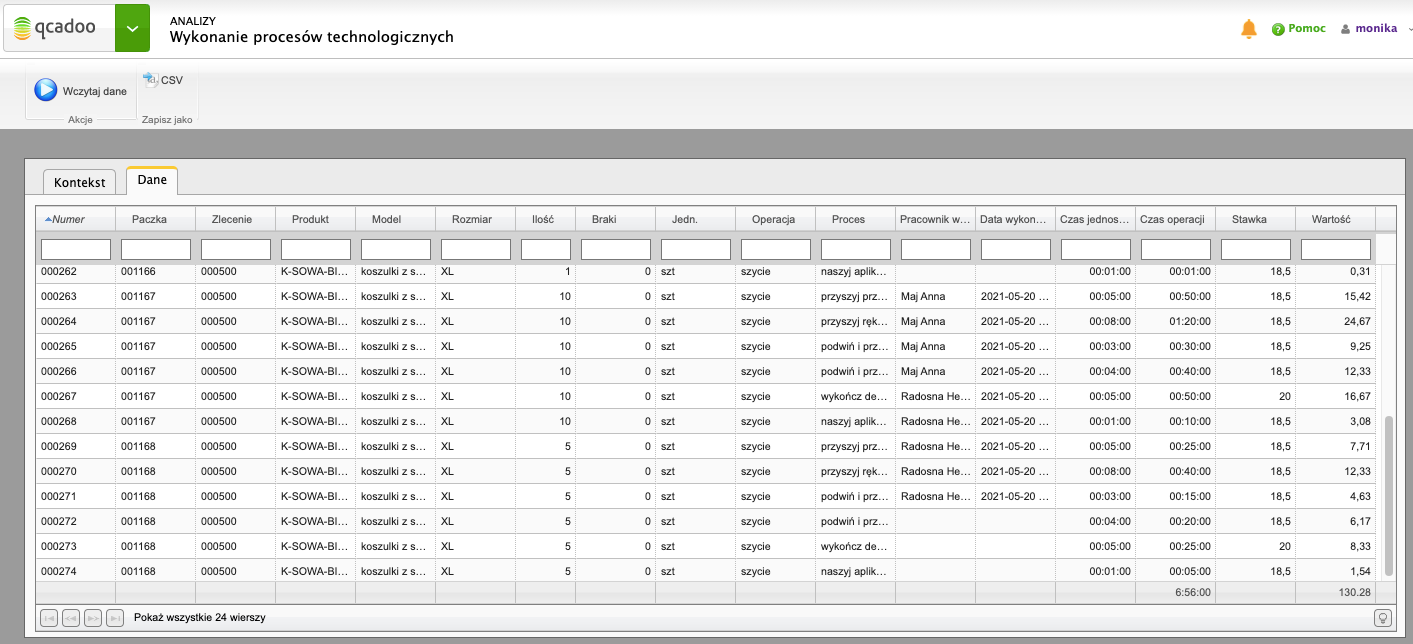 qcadoo
ANALIZY
Wykonanie procesów technologicznych
Pomoc
monika
Wczytaj dane
CSV
Akcje
Zapisz jako
Kontekst
Dane
Numer Paczka Zlecenie Produkt Model Rozmiar Ilość Braki Jedn. Operacja Proces Pracownik w... Data wykon... Czas jednos... Czas operacji Stawka Wartość
000262 001166 000500 K-SOWA-BI... koszulki z s... XL 1 0 szt szycie naszyj aplik... 00:01:00 00:01:00 18,5 0,31
000263 001167 000500 K-SOWA-BI... koszulki z s... XL 10 0 szt szycie przyszyj prz... Maj Anna 2021-05-20 ... 00:05:00 00:50:00 18,5 15,42
000264 001167 000500 K-SOWA-BI... koszulki z s... XL 10 0 szt szycie przyszyj ręk... Maj Anna 2021-05-20 ... 00:08:00 01:20:00 18,5 24,67
000265 001167 000500 K-SOWA-BI... koszulki z s... XL 10 0 szt szycie podwiń i prz... Maj Anna 2021-05-20 ... 00:03:00 00:30:00 18,5 9,25
000266 001167 000500 K-SOWA-BI... koszulki z s... XL 10 0 szt szycie podwiń i prz... Maj Anna 2021-05-20 ... 00:04:00 00:40:00 18,5 12,33
000267 001167 000500 K-SOWA-BI... koszulki z s... XL 10 0 szt szycie wykończ de... Radosna He... 2021-05-20 ... 00:05:00 00:50:00 20 16,67
000268 001167 000500 K-SOWA-BI... koszulki z s... XL 10 0 szt szycie naszyj aplik... Radosna He... 2021-05-20 ... 00:01:00 00:10:00 18,5 3,08
000269 001168 000500 K-SOWA-BI... koszulki z s... XL 5 0 szt szycie przyszyj prz... Radosna He... 2021-05-20 ... 00:05:00 00:25:00 18,5 7,71
000270 001168 000500 K-SOWA-BI... koszulki z s... XL 5 0 szt szycie przyszyj ręk... Radosna He... 2021-05-20 ... 00:08:00 00:40:00 18,5 12,33
000271 001168 000500 K-SOWA-BI... koszulki z s... XL 5 0 szt szycie podwiń i prz... Radosna He... 2021-05-20 ... 00:03:00 00:15:00 18,5 4,63
000272 001168 000500 K-SOWA-BI... koszulki z s... XL 5 0 szt szycie podwiń i prz... 00:04:00 00:20:00 18,5 6,17
000273 001168 000500 K-SOWA-BI... koszulki z s... XL 5 0 szt szycie wykończ de... 00:05:00 00:25:00 20 8,33
000274 001168 000500 K-SOWA-BI... koszulki z s... XL 5 0 szt szycie naszyj aplik... 00:01:00 00:05:00 18,5 1,54
6:56:00 130.28
Pokaż wszystkie 24 wierszy